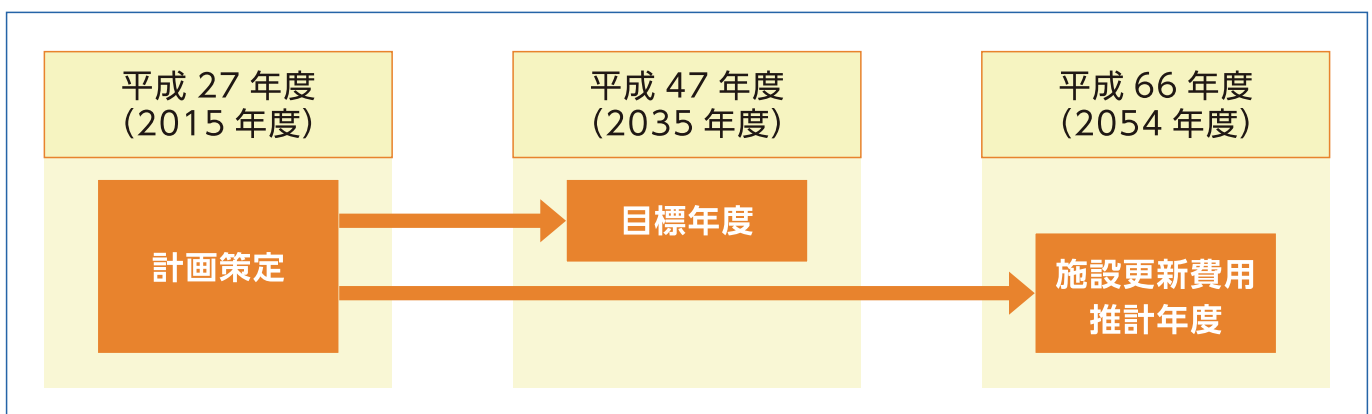 平成 27 年度
（2015 年度）
平成 47 年度
（2035 年度）
平成 66 年度
（2054 年度）
計画策定
目標年度
施設更新費用
推計年度